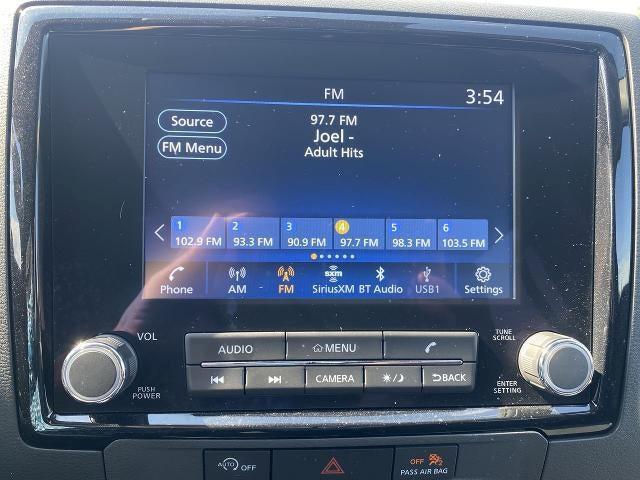 FM
3:54
Source
FM Menu
97.7 FM
Joel -
Adult Hits
1 2 3 4 5 6
102.9 FM 93.3 FM 90.9 FM 97.7 FM 98.3 FM 103.5 FM
sxm
Phone AM FM SiriusXM BT Audio USB1 Settings
VOL
PUSH
POWER
AUDIO MENU
CAMERA BACK
TUNE
SCROLL
ENTER
SETTING
AUTO OFF
OFF
PASS AIR BAG